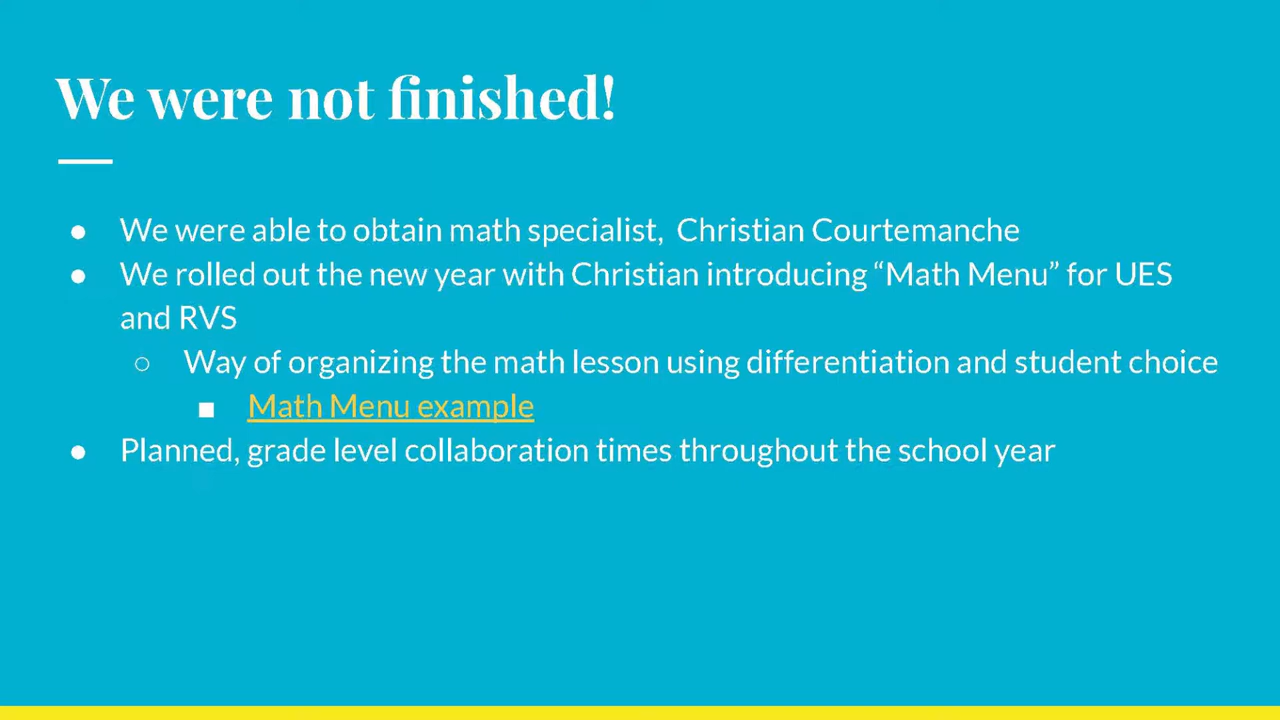 We were not finished!
● We were able to obtain math specialist,  Christian Courtemanche
● We rolled out the new year with Christian introducing “Math Menu” for UES
and RVS
○ Way of organizing the math lesson using differentiation and student choice
■ Math Menu example
● Planned, grade level collaboration times throughout the school year